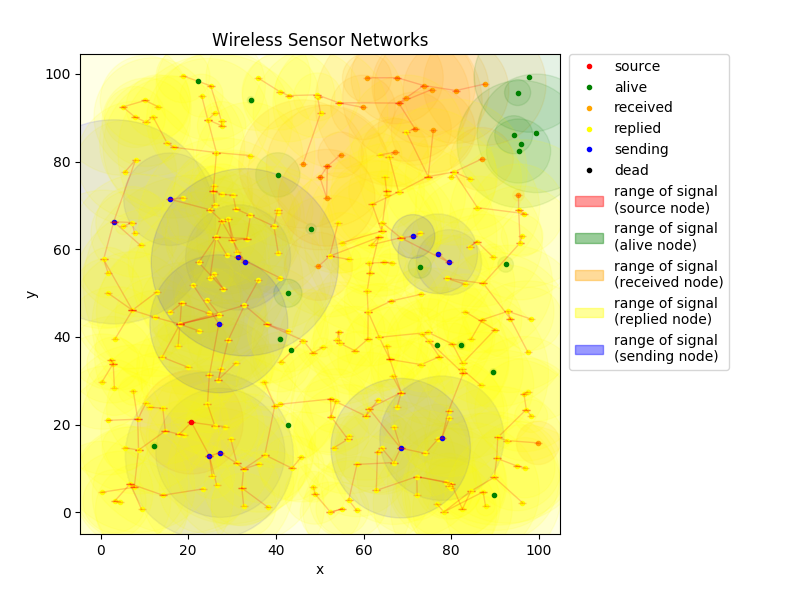 Wireless Sensor Networks
y
100
80
60
40
20
0
0 20 40 60 80 100
x
source
alive
received
replied
sending
dead
range of signal
(source node)
range of signal
(alive node)
range of signal
(received node)
range of signal
(replied node)
range of signal
(sending node)